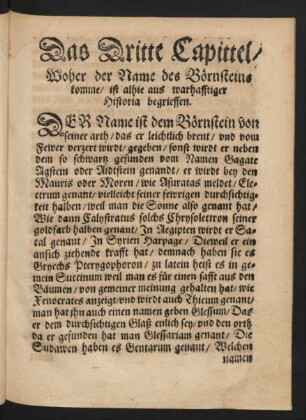 Das Dritte Capittel/
Woher der Name des Börnsteins
komme/ ist alhie aus warhafftiger
Historia begrieffen.
DER Name ist dem Börnstein von
seiner arth/ das er leichtlich brent/ vnd vom
Fewer verzert wirdt/ gegeben/ sonst wirdt er neben
dem so schwartz gefunden vom Namen Gagate
Agstein oder Aidtstein genandt/ er wirdt bey den
Mauris oder Moren/ wie Asuratas meldet/ Ele-
ctrum genant/ vielleicht seiner fewrigen durchsichtig-
keit halben/ weil man die Sonne also genant hat/
Wie dann Calystratus solchs Chrysolettron seiner
goldfarb halben genant/ In Aegipten wirdt er Sa-
cal genant/ In Syrien Harpage/ Dieweil er ein
ansich ziehende krafft hat/ demnach haben sie es
Gryechs Pterygophoron/ zu latein heist es in ge-
mein Succinum weil man es für einen safft aus den
Bäumen/ von gemeiner meinung gehalten hat/ wie
Xenocrates anzeigt/ vnd wirdt auch Thieum genant/
man hat ihn auch einen namen geben Glessum/ Das
er dem durchsichtigen Glaß enlich sey/ vnd den orth
da er gefunden hat man Glessariam genant/ Die
Sudawen haben es Gentarum genant/ Welchen
namen